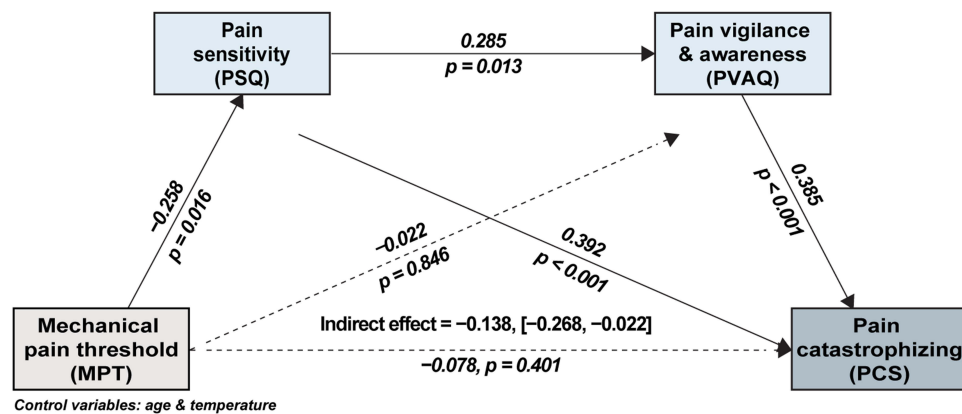 Pain
sensitivity
(PSQ)
0.285
p = 0.013
Pain vigilance
& awareness
(PVAQ)
−0.258
p = 0.016
−0.022
p = 0.846
0.392
p < 0.001
0.385
p < 0.001
Mechanical
pain threshold
(MPT)
Indirect effect = −0.138, [−0.268, −0.022]
−0.078, p = 0.401
Pain
catastrophizing
(PCS)
Control variables: age & temperature